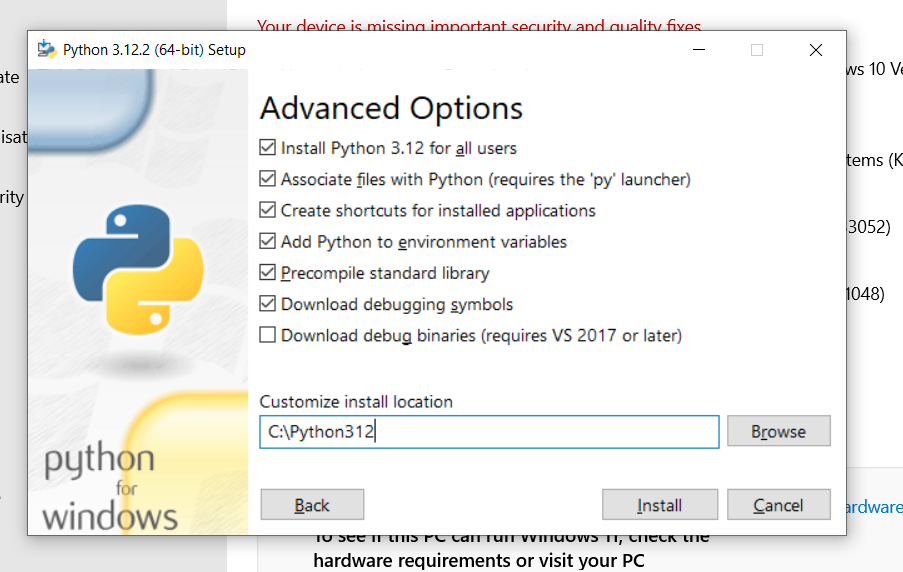 Your device is missing important security and quality fixes.
Python 3.12.2 (64-bit) Setup
ws 10 Ve
ate
Advanced Options
isat
Install Python 3.12 for all users
tems (K
Associate files with Python (requires the 'py' launcher)
rity
Create shortcuts for installed applications
3052)
Add Python to environment variables
Precompile standard library
1048)
Download debugging symbols
Download debug binaries (requires VS 2017 or later)
Customize install location
C:\Python312
Browse
python
for
windows
Back
Install
Cancel
ardware
To see if this PC can run Windows 11, check the
hardware requirements or visit your PC